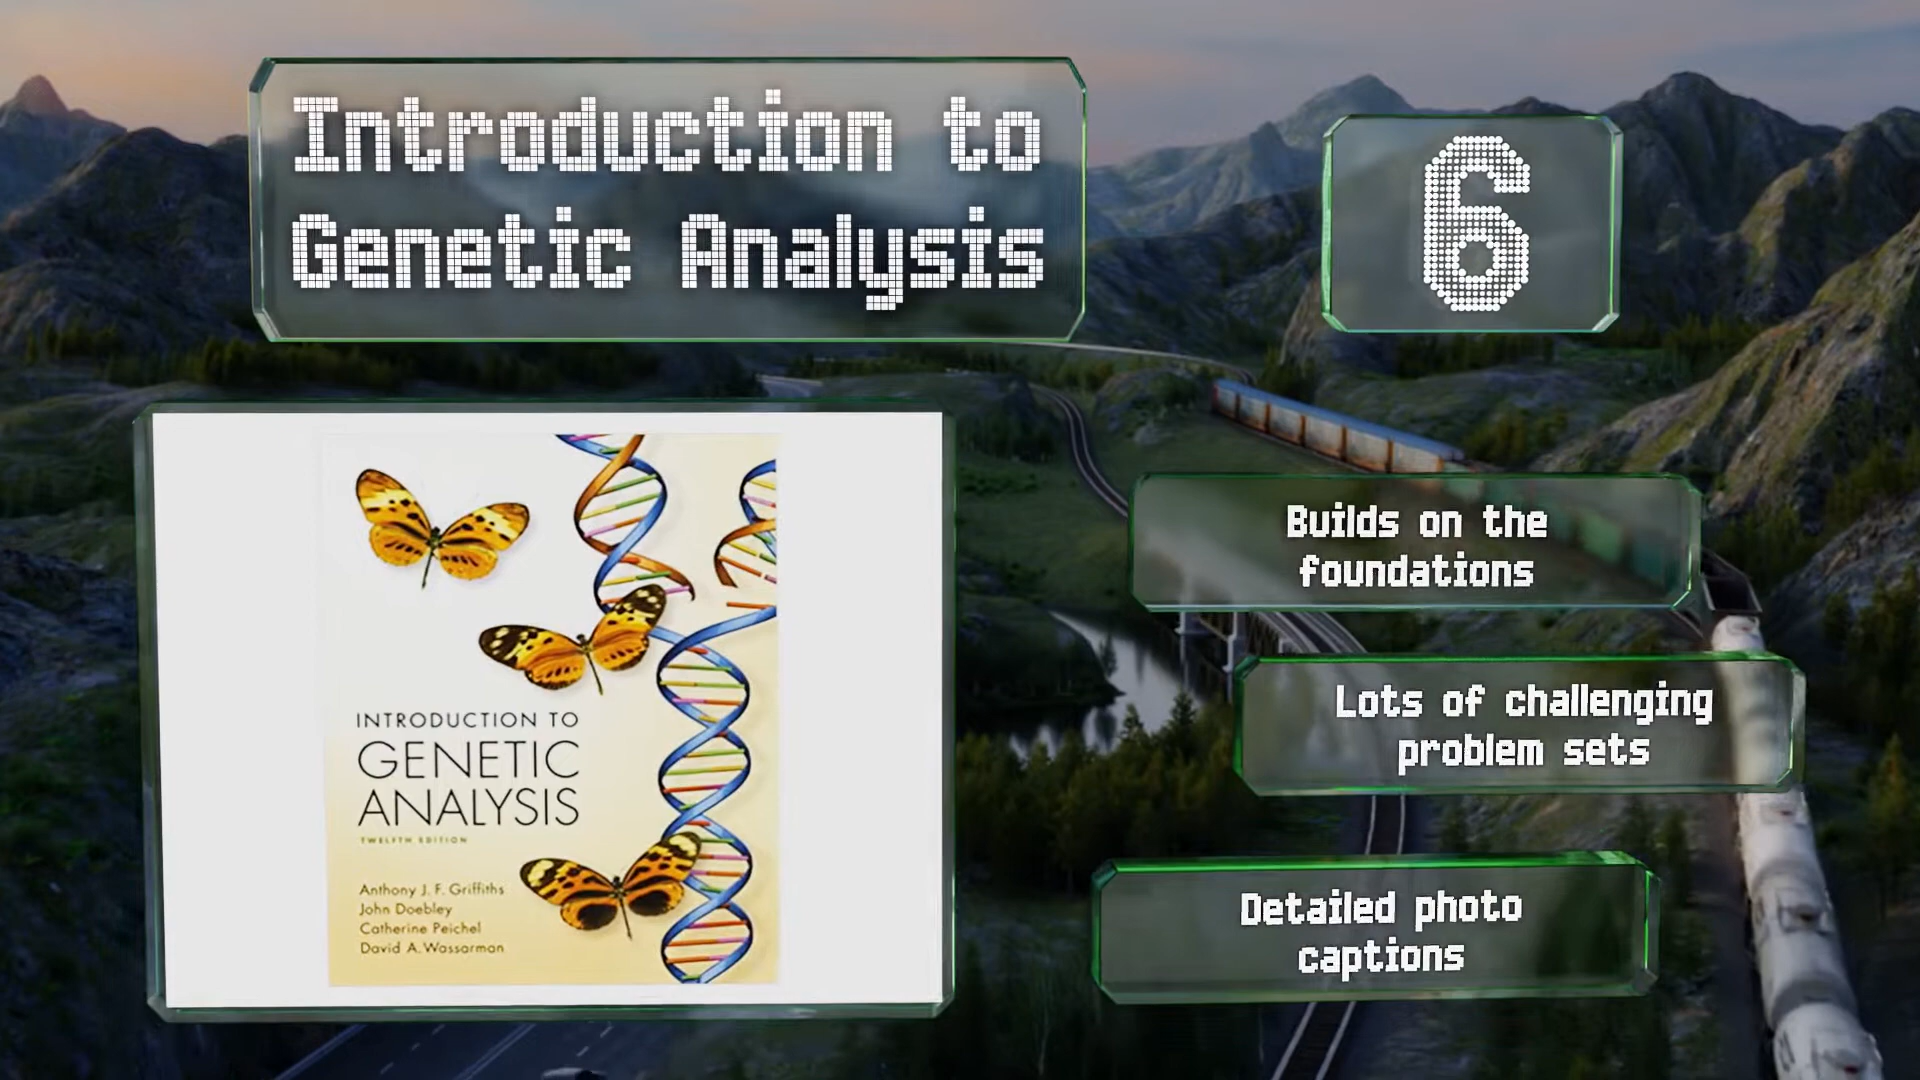 Introduction to
Genetic Analysis
6
INTRODUCTION TO
GENETIC
ANALYSIS
TWELFTH EDITION
Anthony J. F. Griffiths
John Doebley
Catherine Peichel
David A. Wassarman
Builds on the
foundations
Lots of challenging
problem sets
Detailed photo
captions